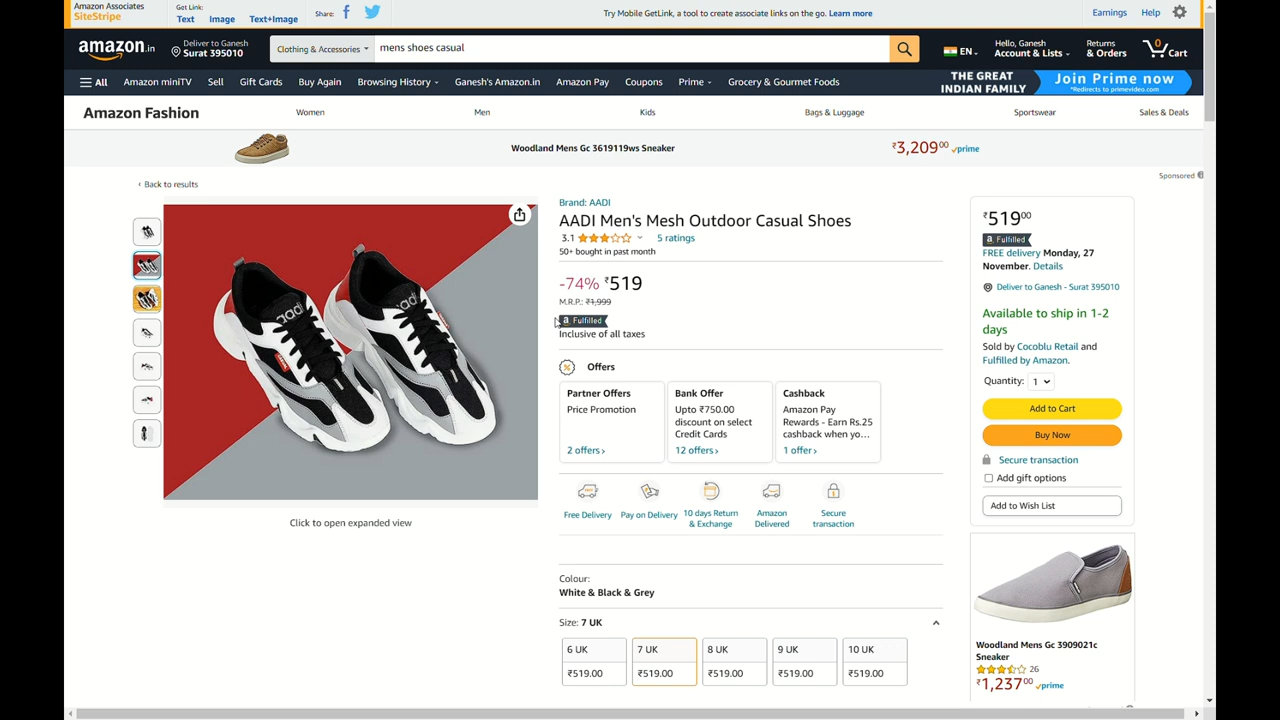 Amazon Associates
SiteStripe
Get Link:
Text Image Text+Image
Share:
Try Mobile GetLink, a tool to create associate links on the go. Learn more
Earnings Help
amazon.in
Deliver to Ganesh
Surat 395010
Clothing & Accessories
mens shoes casual
EN
Hello, Ganesh
Account & Lists
Returns
& Orders
0
Cart
All Amazon miniTV Sell Gift Cards Buy Again Browsing History Ganesh's Amazon.in Amazon Pay Coupons Prime Grocery & Gourmet Foods
THE GREAT
INDIAN FAMILY
Join Prime now
*Redirects to primevideo.com
Amazon Fashion Women Men Kids Bags & Luggage Sportswear Sales & Deals
Woodland Mens Gc 3619119ws Sneaker ₹3,209⁰⁰ prime
Sponsored
‹ Back to results
aadi
aadi
Click to open expanded view
Brand: AADI
AADI Men's Mesh Outdoor Casual Shoes
3.1 5 ratings
50+ bought in past month
-74% ₹519
M.R.P.: ₹1,999
a Fulfilled
Inclusive of all taxes
Offers
Partner Offers
Price Promotion
2 offers ›
Bank Offer
Upto ₹750.00
discount on select
Credit Cards
12 offers ›
Cashback
Amazon Pay
Rewards - Earn Rs.25
cashback when yo…
1 offer ›
Free Delivery
Pay on Delivery
10 days Return
& Exchange
Amazon
Delivered
Secure
transaction
Colour:
White & Black & Grey
Size: 7 UK
6 UK 7 UK 8 UK 9 UK 10 UK
₹519.00 ₹519.00 ₹519.00 ₹519.00 ₹519.00
₹519⁰⁰
a Fulfilled
FREE delivery Monday, 27
November. Details
Deliver to Ganesh - Surat 395010
Available to ship in 1-2
days
Sold by Cocoblu Retail and
Fulfilled by Amazon.
Quantity: 1
Add to Cart
Buy Now
Secure transaction
Add gift options
Add to Wish List
Woodland Mens Gc 3909021c
Sneaker
26
₹1,237⁰⁰ prime